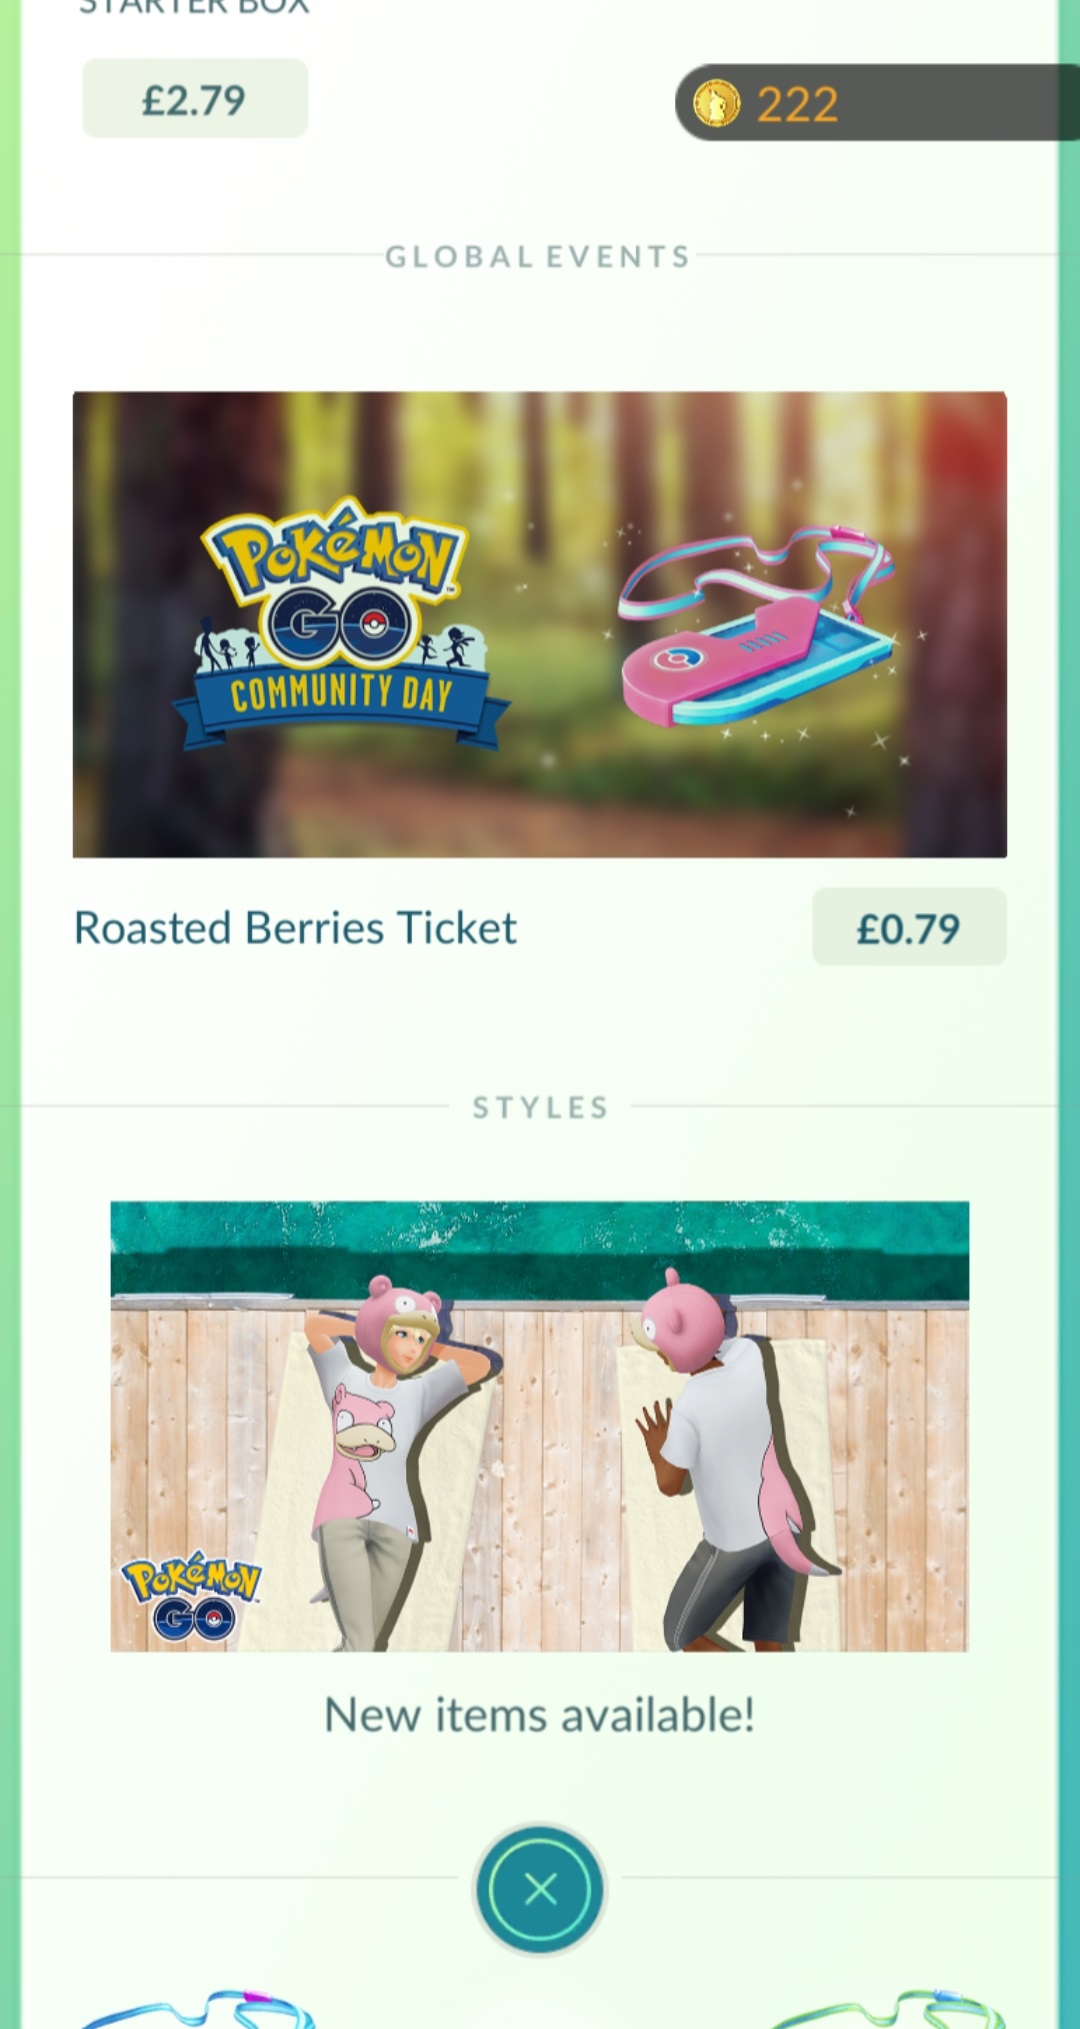 STARTER BOX
£2.79
222
GLOBAL EVENTS
POKéMON
GO
COMMUNITY DAY
Roasted Berries Ticket
£0.79
STYLES
POKéMON
GO
New items available!